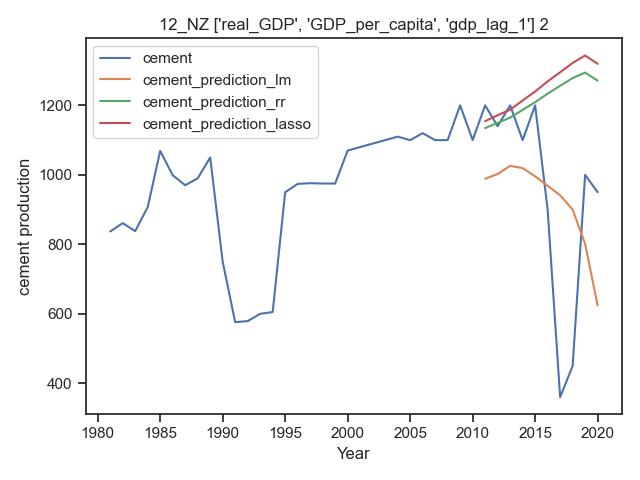 12_NZ ['real_GDP', 'GDP_per_capita', 'gdp_lag_1'] 2
cement
cement_prediction_lm
cement_prediction_rr
cement_prediction_lasso
cement production
1200
1000
800
600
400
1980 1985 1990 1995 2000 2005 2010 2015 2020
Year